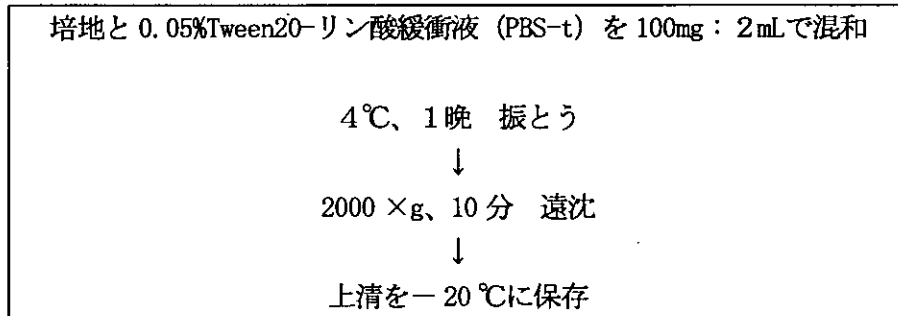 培地と 0.05%Tween20-リン酸緩衝液 (PBS-t) を 100mg：2mLで混和
4℃、1晩　振とう
↓
2000 ×g、10 分　遠沈
↓
上清を－20 ℃に保存